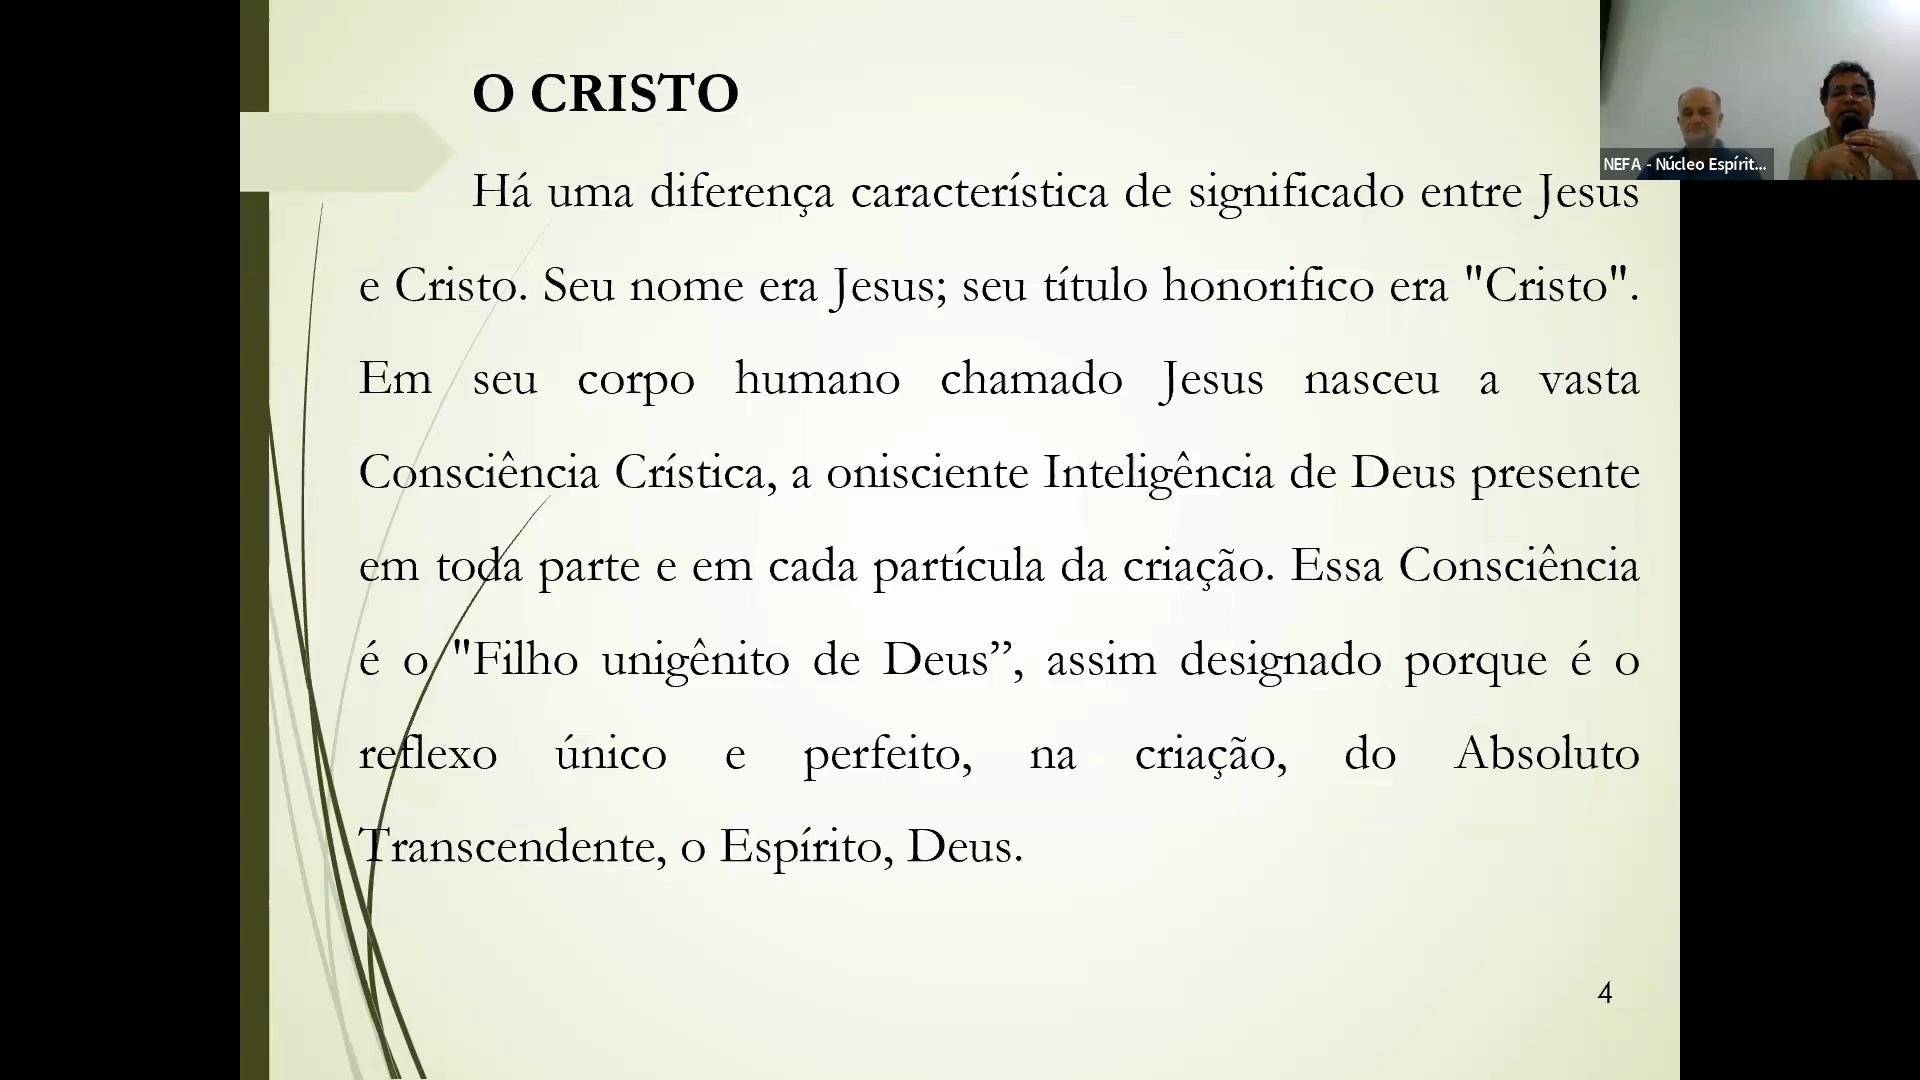 O CRISTO
NEFA - Núcleo Espírit...
Há uma diferença característica de significado entre Jesus
e Cristo. Seu nome era Jesus; seu título honorifico era "Cristo".
Em seu corpo humano chamado Jesus nasceu a vasta
Consciência Crística, a onisciente Inteligência de Deus presente
em toda parte e em cada partícula da criação. Essa Consciência
é o "Filho unigênito de Deus”, assim designado porque é o
reflexo único e perfeito, na criação, do Absoluto
Transcendente, o Espírito, Deus.
4